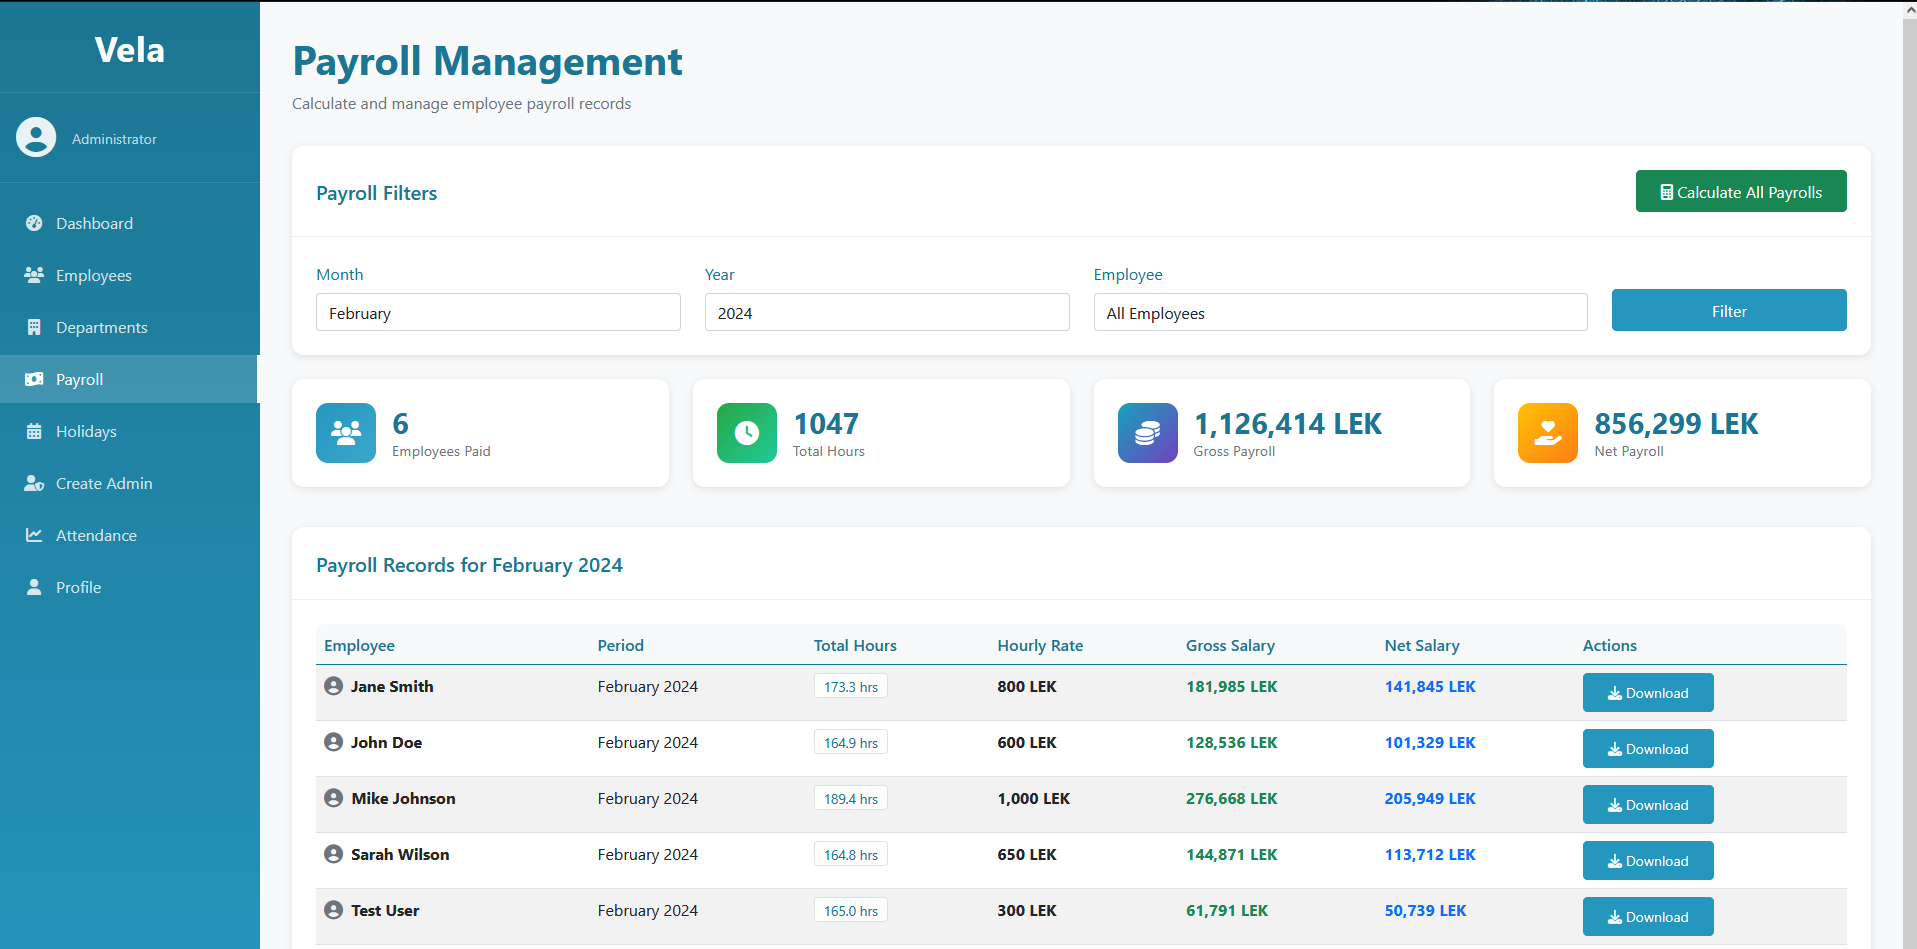 Vela
Administrator
Dashboard
Employees
Departments
Payroll
Holidays
Create Admin
Attendance
Profile
Payroll Management
Calculate and manage employee payroll records
Payroll Filters
Calculate All Payrolls
Month Year Employee
February 2024 All Employees Filter
6 1047 1,126,414 LEK 856,299 LEK
Employees Paid Total Hours Gross Payroll Net Payroll
Payroll Records for February 2024
Employee Period Total Hours Hourly Rate Gross Salary Net Salary Actions
Jane Smith February 2024 173.3 hrs 800 LEK 181,985 LEK 141,845 LEK Download
John Doe February 2024 164.9 hrs 600 LEK 128,536 LEK 101,329 LEK Download
Mike Johnson February 2024 189.4 hrs 1,000 LEK 276,668 LEK 205,949 LEK Download
Sarah Wilson February 2024 164.8 hrs 650 LEK 144,871 LEK 113,712 LEK Download
Test User February 2024 165.0 hrs 300 LEK 61,791 LEK 50,739 LEK Download